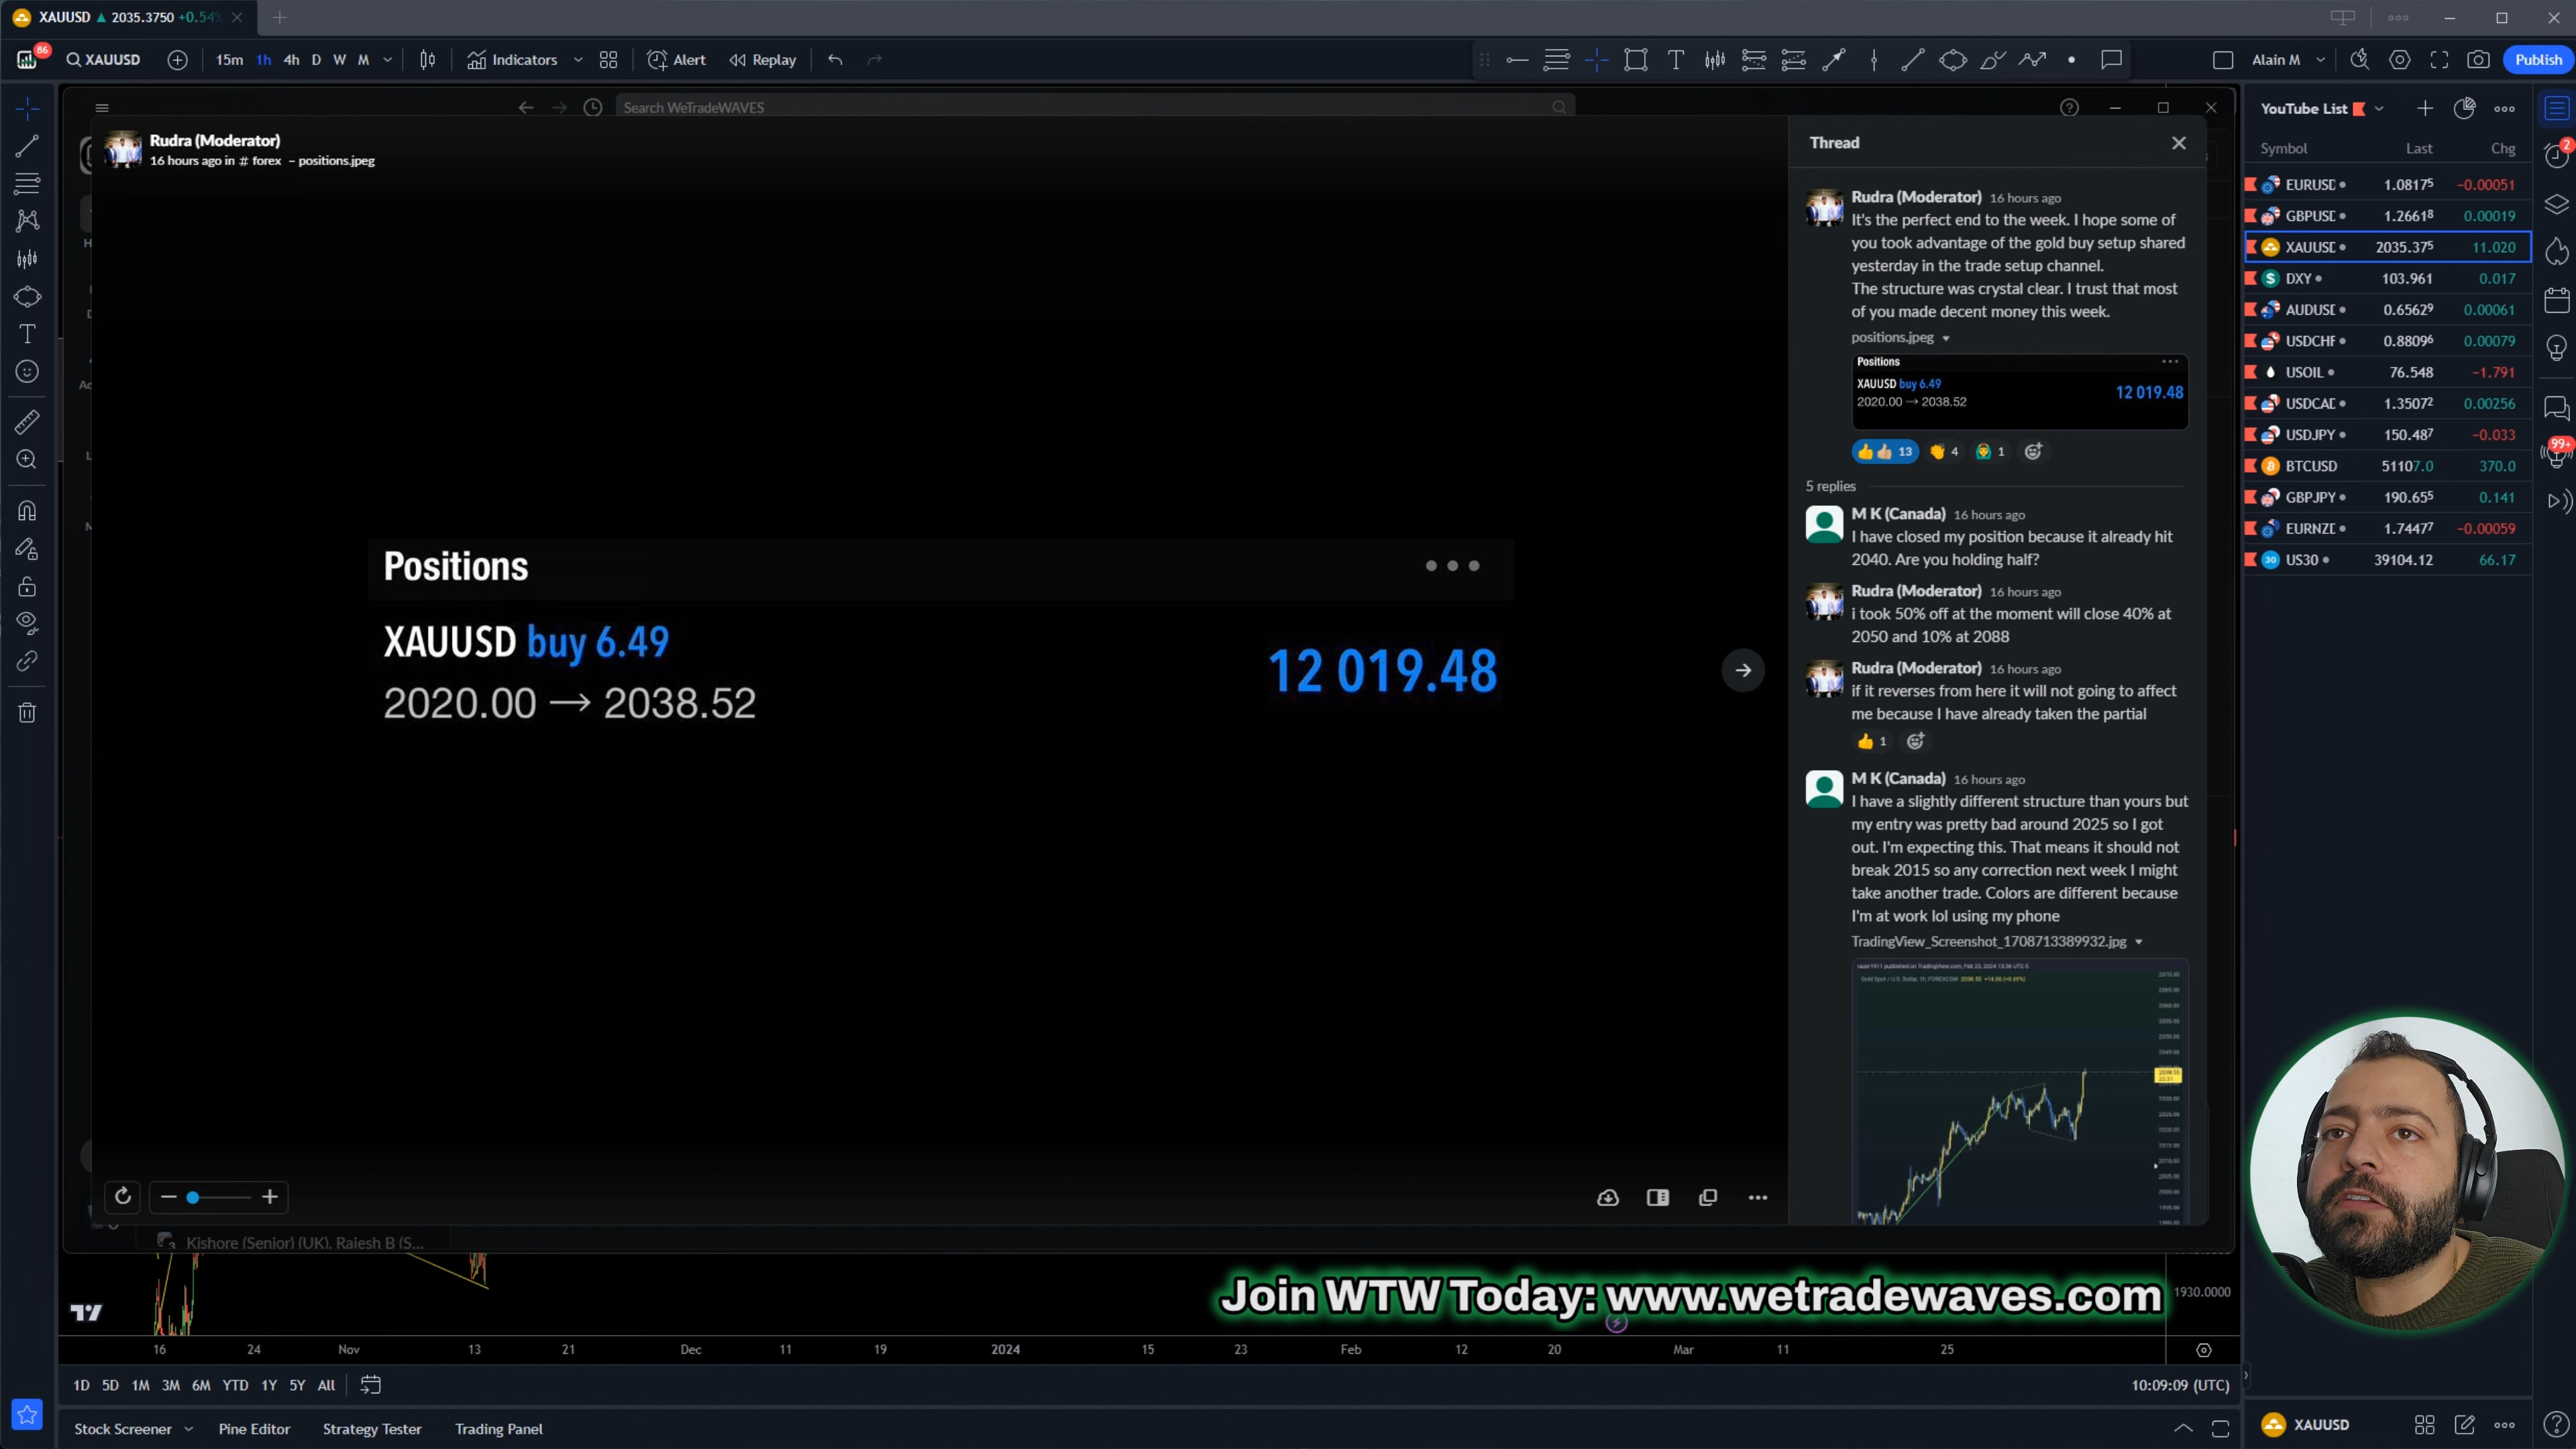 XAUUSD ▲ 2035.3750 +0.54%
86
XAUUSD
15m 1h 4h D W M
Indicators
Alert
Replay
Alain M
Publish
Search WeTradeWAVES
Rudra (Moderator)
16 hours ago in # forex – positions.jpeg
Positions
XAUUSD buy 6.49
2020.00 → 2038.52
12 019.48
Thread
Rudra (Moderator) 16 hours ago
It's the perfect end to the week. I hope some of
you took advantage of the gold buy setup shared
yesterday in the trade setup channel.
The structure was crystal clear. I trust that most
of you made decent money this week.
positions.jpeg
Positions
XAUUSD buy 6.49
2020.00 → 2038.52
12 019.48
13
4
1
5 replies
M K (Canada) 16 hours ago
I have closed my position because it already hit
2040. Are you holding half?
Rudra (Moderator) 16 hours ago
i took 50% off at the moment will close 40% at
2050 and 10% at 2088
Rudra (Moderator) 16 hours ago
if it reverses from here it will not going to affect
me because I have already taken the partial
1
M K (Canada) 16 hours ago
I have a slightly different structure than yours but
my entry was pretty bad around 2025 so I got
out. I'm expecting this. That means it should not
break 2015 so any correction next week I might
take another trade. Colors are different because
I'm at work lol using my phone
TradingView_Screenshot_1708713389932.jpg
YouTube List
Symbol Last Chg
EURUSD 1.08175 −0.00051
GBPUSD 1.26618 0.00019
XAUUSD 2035.375 11.020
DXY 103.961 0.017
AUDUSD 0.65629 0.00061
USDCHF 0.88096 0.00079
USOIL 76.548 −1.791
USDCAD 1.35072 0.00256
USDJPY 150.487 −0.033
BTCUSD 51107.0 370.0
GBPJPY 190.655 0.141
EURNZD 1.74477 −0.00059
US30 39104.12 66.17
2
99+
Kishore (Senior) (UK), Rajesh B (S...
Join WTW Today: www.wetradewaves.com
1930.0000
16 24 Nov 13 21 Dec 11 19 2024 15 23 Feb 12 20 Mar 11 25
1D 5D 1M 3M 6M YTD 1Y 5Y All
10:09:09 (UTC)
Stock Screener Pine Editor Strategy Tester Trading Panel
XAUUSD